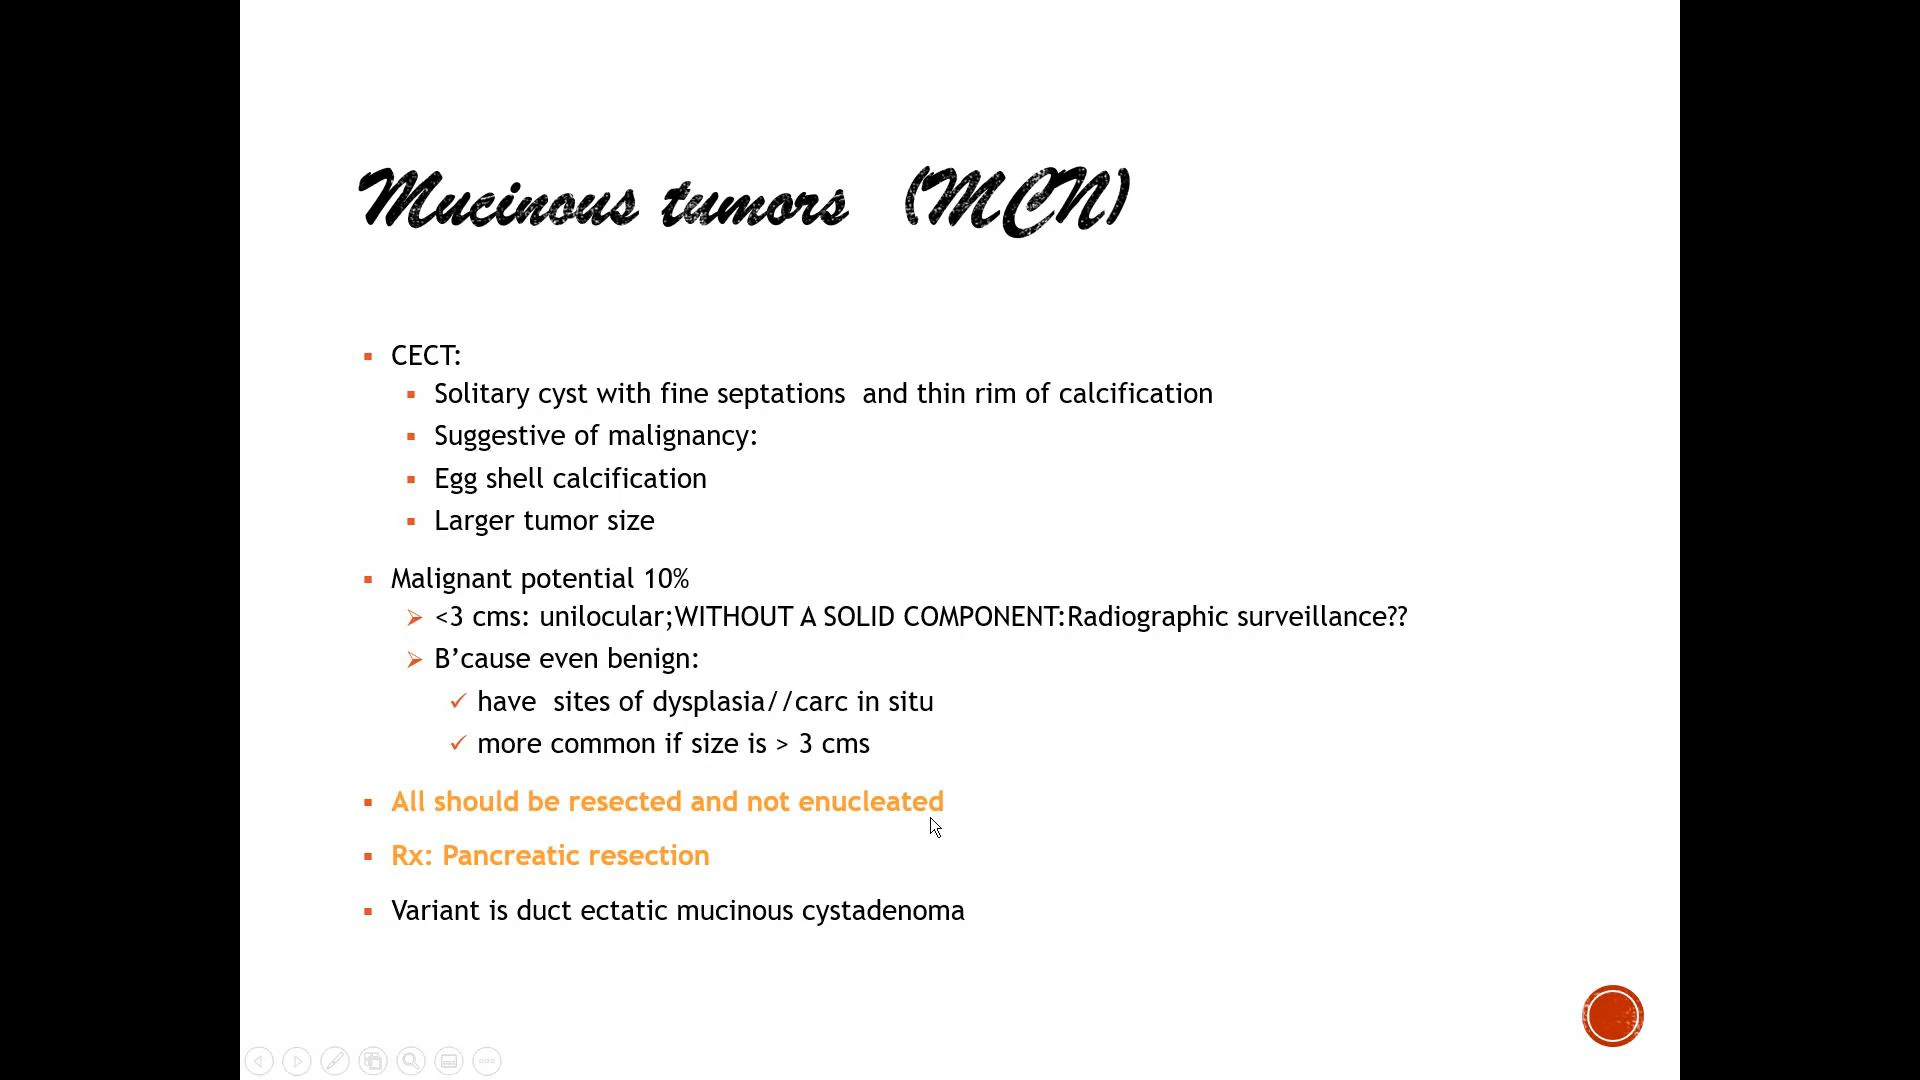 Mucinous tumors (MCN)
CECT:
Solitary cyst with fine septations and thin rim of calcification
Suggestive of malignancy:
Egg shell calcification
Larger tumor size
Malignant potential 10%
<3 cms: unilocular;WITHOUT A SOLID COMPONENT:Radiographic surveillance??
B’cause even benign:
have sites of dysplasia//carc in situ
more common if size is > 3 cms
All should be resected and not enucleated
Rx: Pancreatic resection
Variant is duct ectatic mucinous cystadenoma